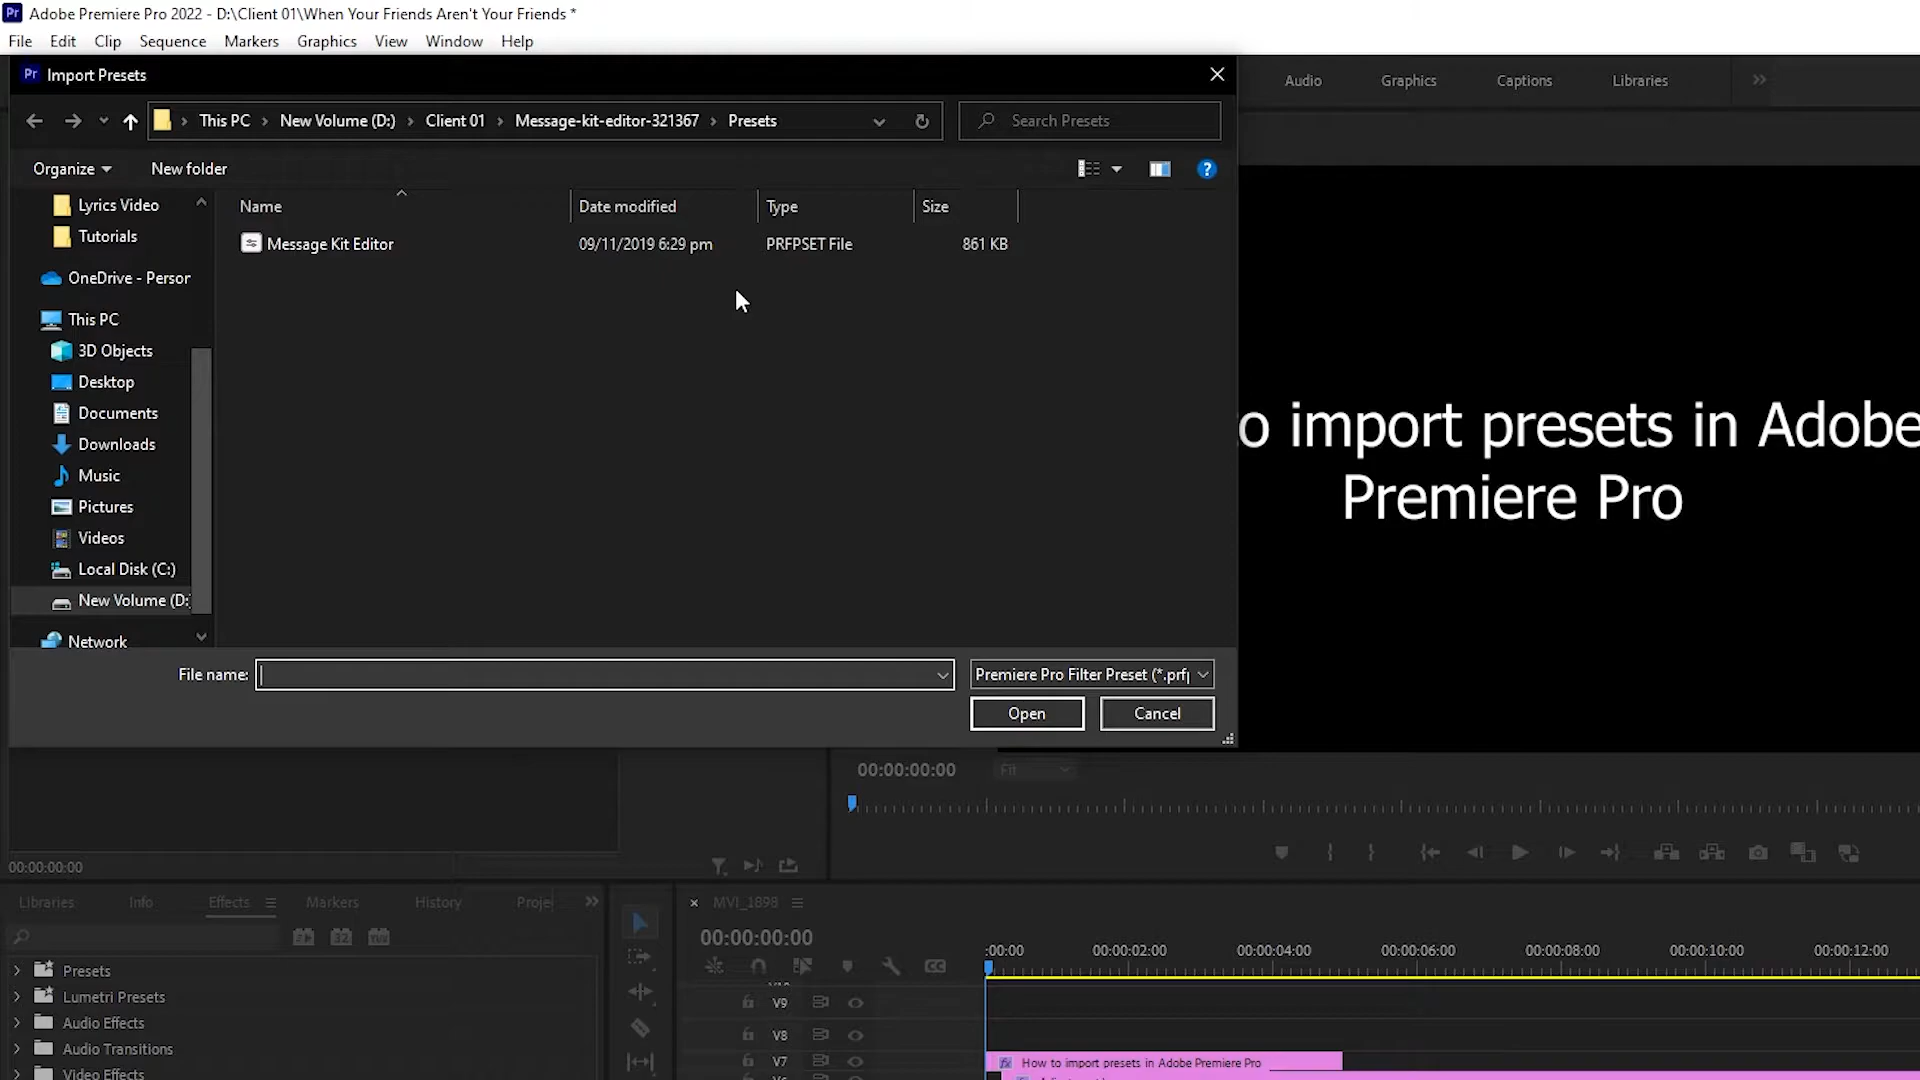 Pr Adobe Premiere Pro 2022 - D:\Client 01\When Your Friends Aren't Your Friends *
File Edit Clip Sequence Markers Graphics View Window Help
Pr Import Presets
Audio Graphics Captions Libraries
This PC New Volume (D:) Client 01 Message-kit-editor-321367 Presets
Search Presets
Organize New folder
?
Name Date modified Type Size
Message Kit Editor 09/11/2019 6:29 pm PRFPSET File 861 KB
Lyrics Video
Tutorials
OneDrive - Person
This PC
3D Objects
Desktop
Documents
Downloads
Music
Pictures
Videos
Local Disk (C:)
New Volume (D:
Network
o import presets in Adobe
Premiere Pro
File name: Premiere Pro Filter Preset (*.prf
Open Cancel
00:00:00:00 Fit
00:00:00:00
Libraries Info Effects Markers History Proje
32 YUV
Presets
Lumetri Presets
Audio Effects
Audio Transitions
Video Effects
× MVI_1898
00:00:00:00
:00:00 00:00:02:00 00:00:04:00 00:00:06:00 00:00:08:00 00:00:10:00 00:00:12:00
CC
V9
V8
V7
fx How to import presets in Adobe Premiere Pro